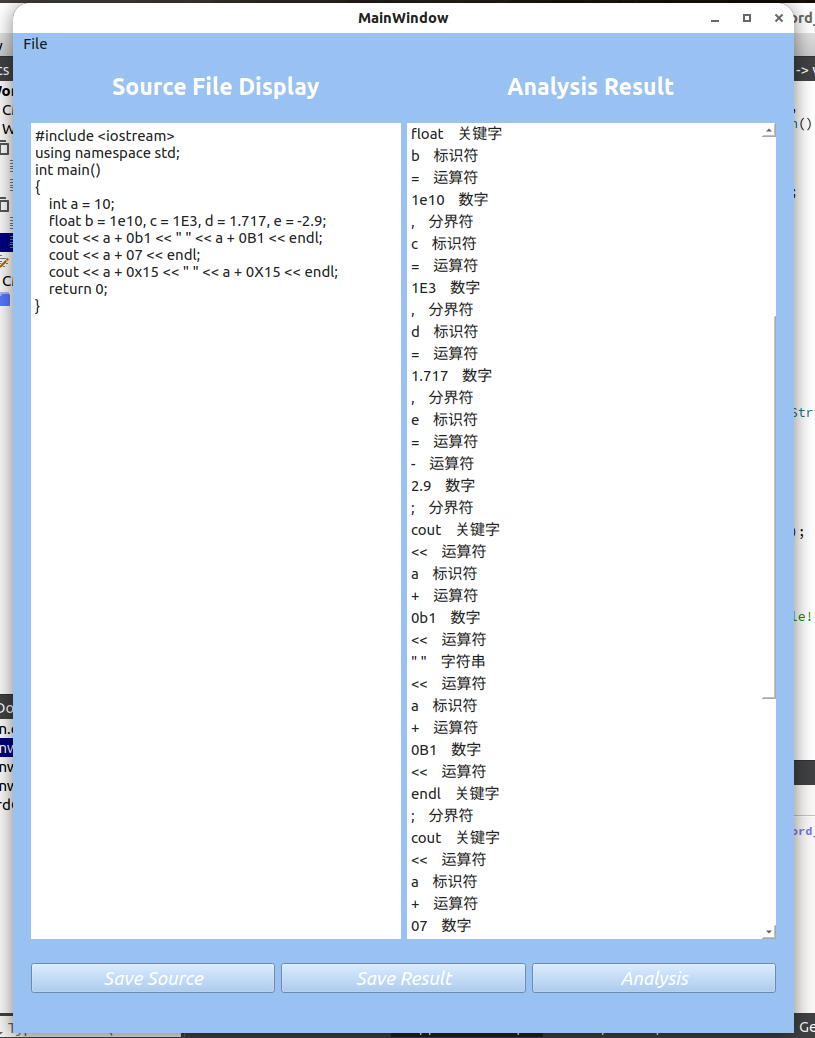 MainWindow
File
Source File Display
Analysis Result
#include <iostream>
using namespace std;
int main()
{
    int a = 10;
    float b = 1e10, c = 1E3, d = 1.717, e = -2.9;
    cout << a + 0b1 << " " << a + 0B1 << endl;
    cout << a + 07 << endl;
    cout << a + 0x15 << " " << a + 0X15 << endl;
    return 0;
}
float 关键字
b 标识符
= 运算符
1e10 数字
, 分界符
c 标识符
= 运算符
1E3 数字
, 分界符
d 标识符
= 运算符
1.717 数字
, 分界符
e 标识符
= 运算符
- 运算符
2.9 数字
; 分界符
cout 关键字
<< 运算符
a 标识符
+ 运算符
0b1 数字
<< 运算符
" " 字符串
<< 运算符
a 标识符
+ 运算符
0B1 数字
<< 运算符
endl 关键字
; 分界符
cout 关键字
<< 运算符
a 标识符
+ 运算符
07 数字
Save Source
Save Result
Analysis